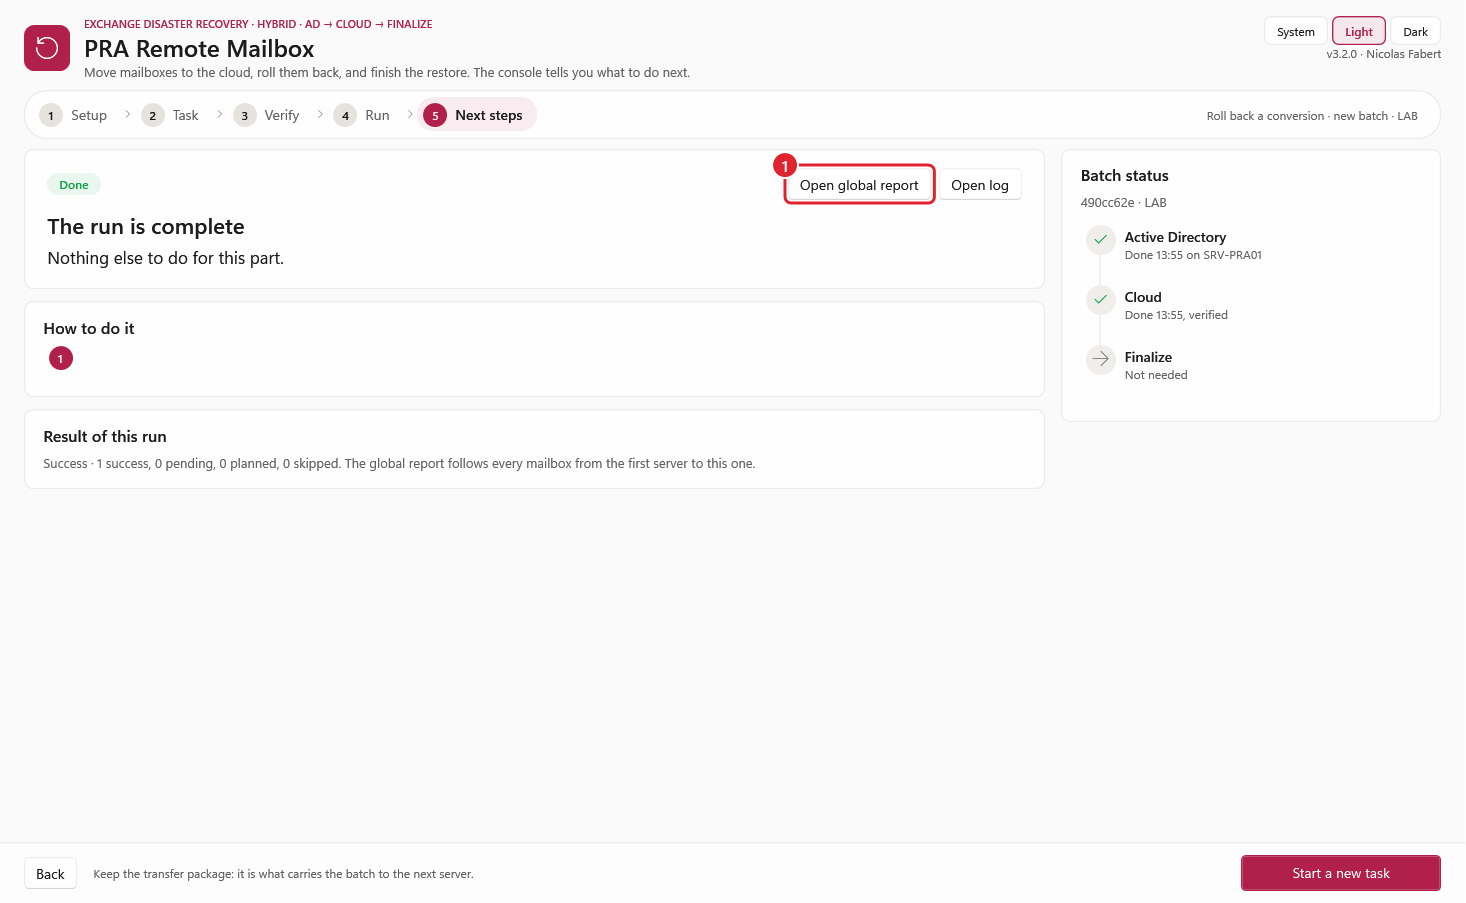 EXCHANGE DISASTER RECOVERY · HYBRID · AD → CLOUD → FINALIZE
PRA Remote Mailbox
Move mailboxes to the cloud, roll them back, and finish the restore. The console tells you what to do next.
System
Light
Dark
v3.2.0 · Nicolas Fabert
1 Setup
2 Task
3 Verify
4 Run
5 Next steps
Roll back a conversion · new batch · LAB
Done
1
Open global report
Open log
The run is complete
Nothing else to do for this part.
How to do it
1
Result of this run
Success · 1 success, 0 pending, 0 planned, 0 skipped. The global report follows every mailbox from the first server to this one.
Batch status
490cc62e · LAB
Active Directory
Done 13:55 on SRV-PRA01
Cloud
Done 13:55, verified
Finalize
Not needed
Back
Keep the transfer package: it is what carries the batch to the next server.
Start a new task